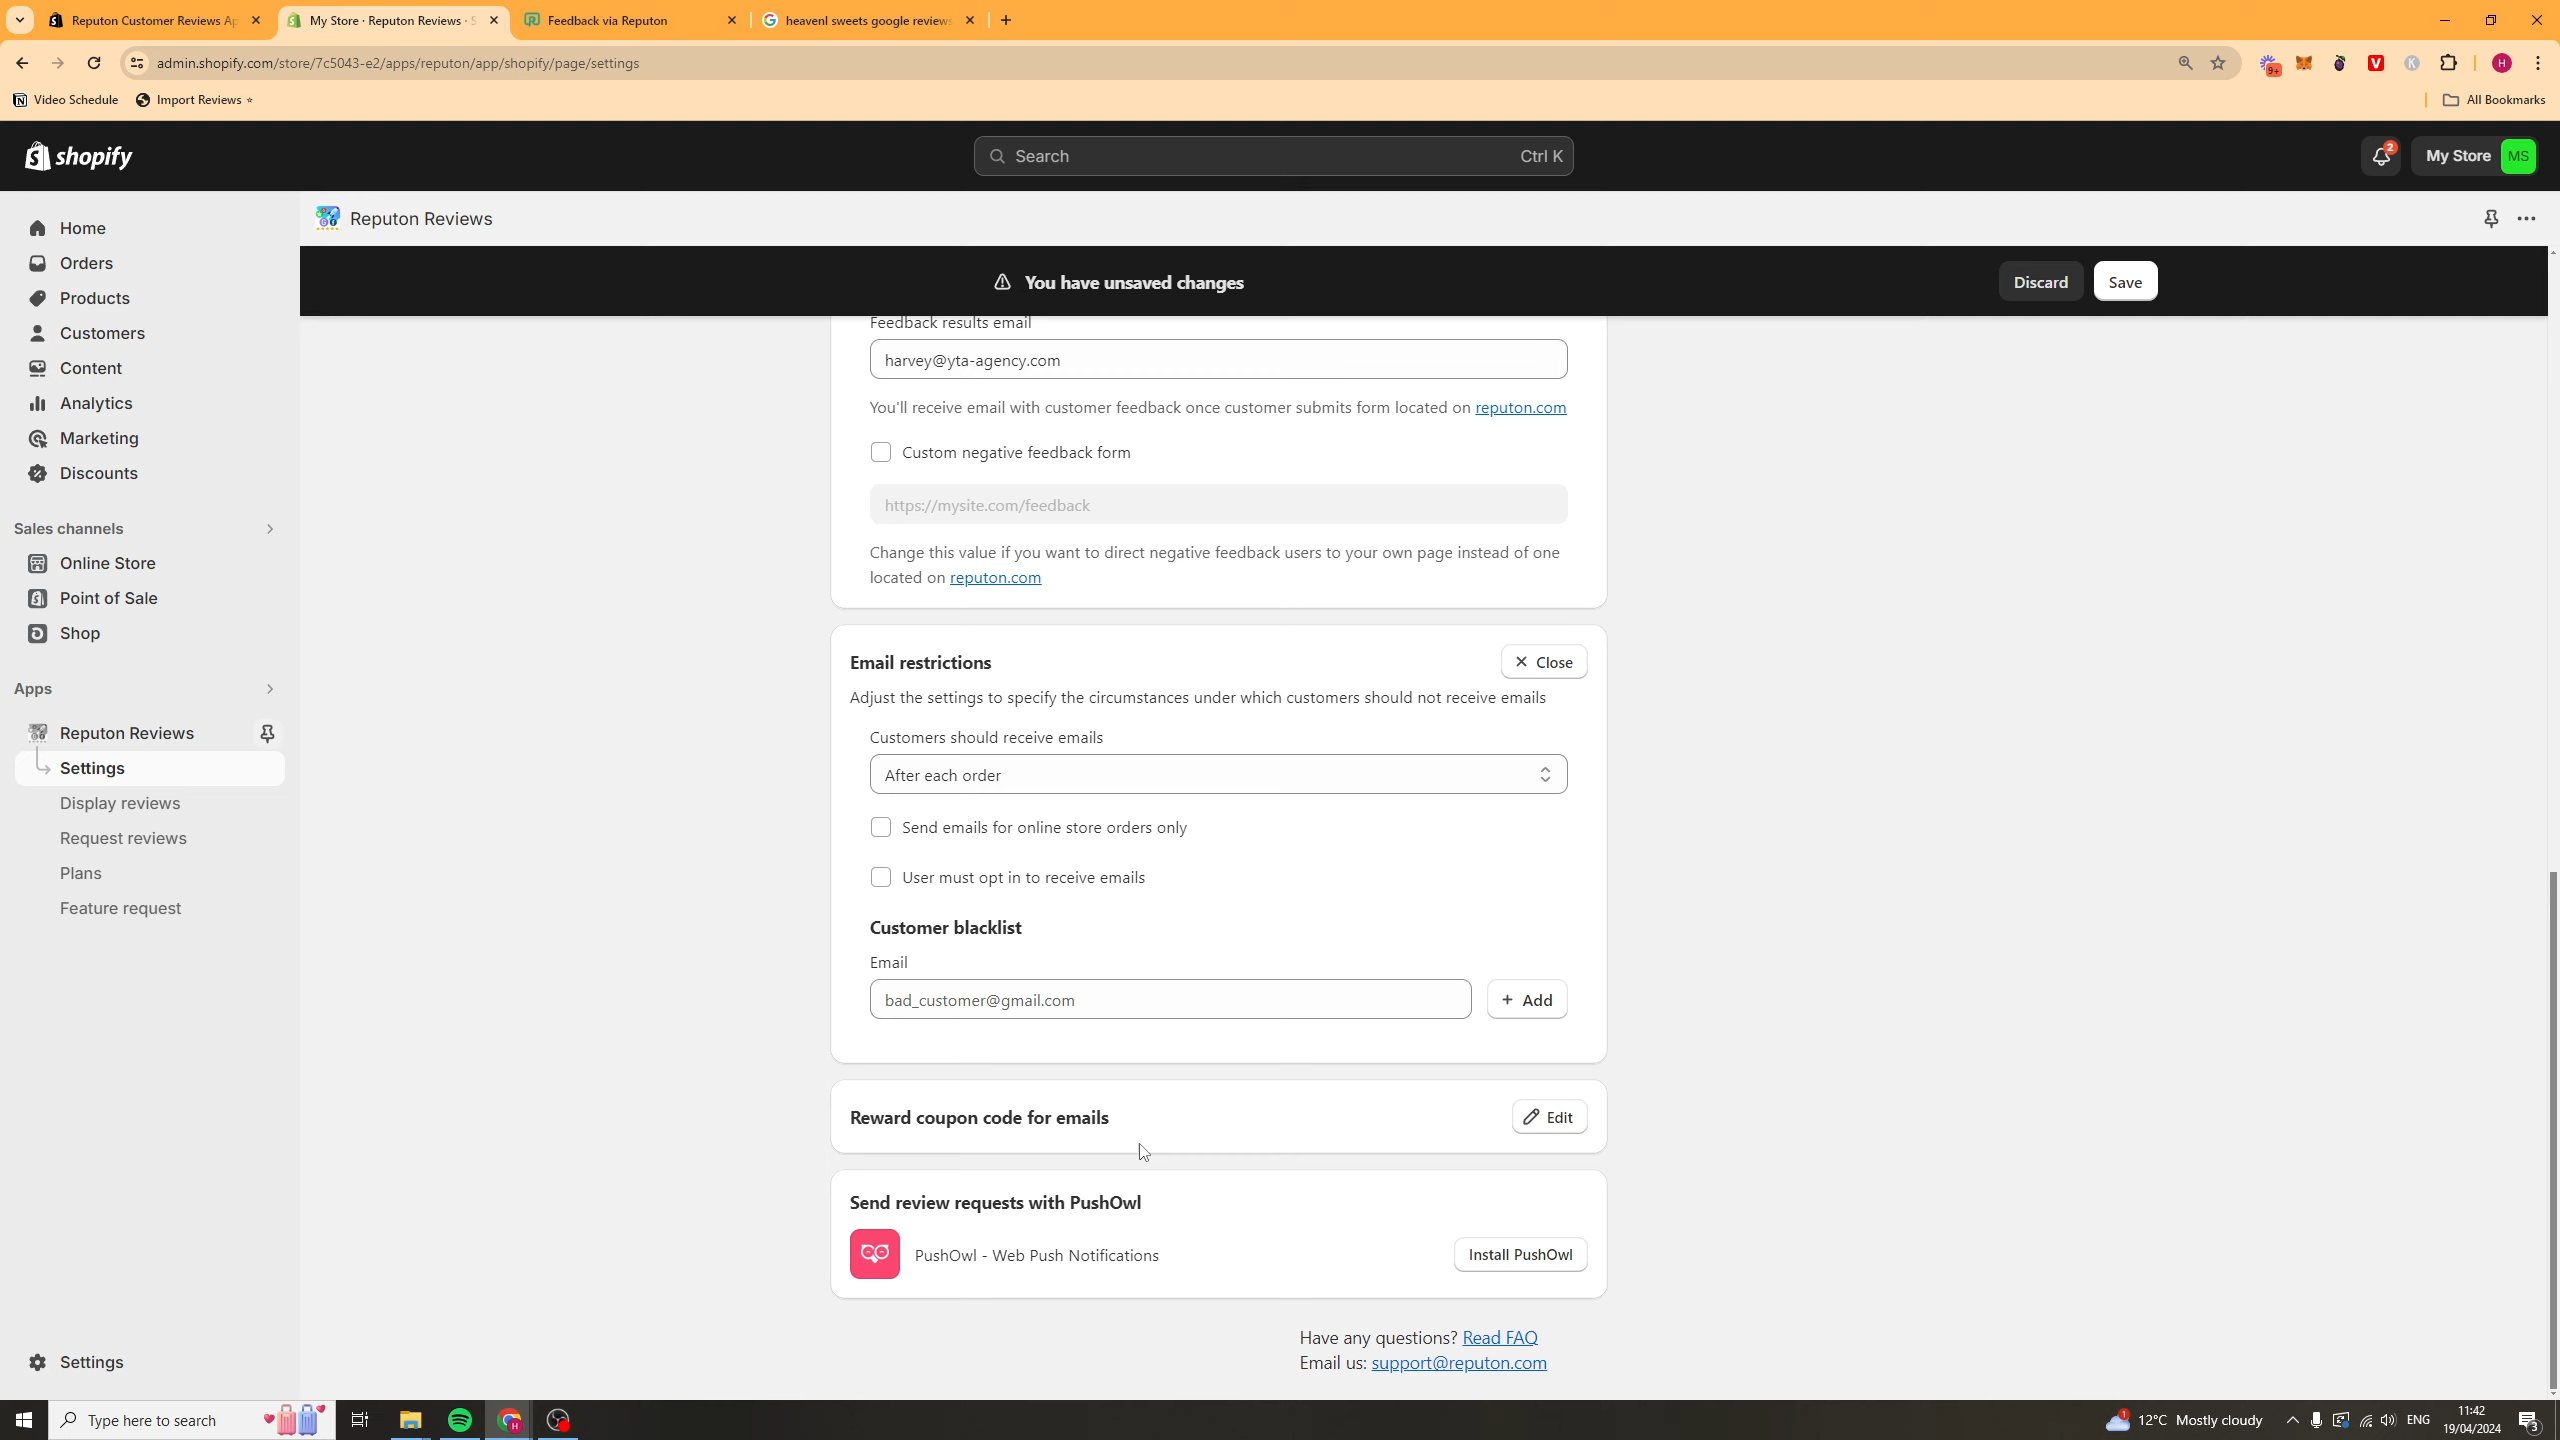 Reputon Customer Reviews Ap
My Store · Reputon Reviews · S
Feedback via Reputon
heavenl sweets google reviews
admin.shopify.com/store/7c5043-e2/apps/reputon/app/shopify/page/settings
9+
V
K
H
Video Schedule
Import Reviews ⭐
All Bookmarks
shopify
Search
Ctrl K
2
My Store
MS
Home
Orders
Products
Customers
Content
Analytics
Marketing
Discounts
Sales channels
Online Store
Point of Sale
Shop
Apps
Reputon Reviews
Settings
Display reviews
Request reviews
Plans
Feature request
Settings
Reputon Reviews
You have unsaved changes
Discard
Save
Feedback results email
harvey@yta-agency.com
You'll receive email with customer feedback once customer submits form located on reputon.com
Custom negative feedback form
https://mysite.com/feedback
Change this value if you want to direct negative feedback users to your own page instead of one
located on reputon.com
Email restrictions
Close
Adjust the settings to specify the circumstances under which customers should not receive emails
Customers should receive emails
After each order
Send emails for online store orders only
User must opt in to receive emails
Customer blacklist
Email
bad_customer@gmail.com
+ Add
Reward coupon code for emails
Edit
Send review requests with PushOwl
PushOwl - Web Push Notifications
Install PushOwl
Have any questions? Read FAQ
Email us: support@reputon.com
Type here to search
1
12°C Mostly cloudy
ENG
11:42
19/04/2024
3